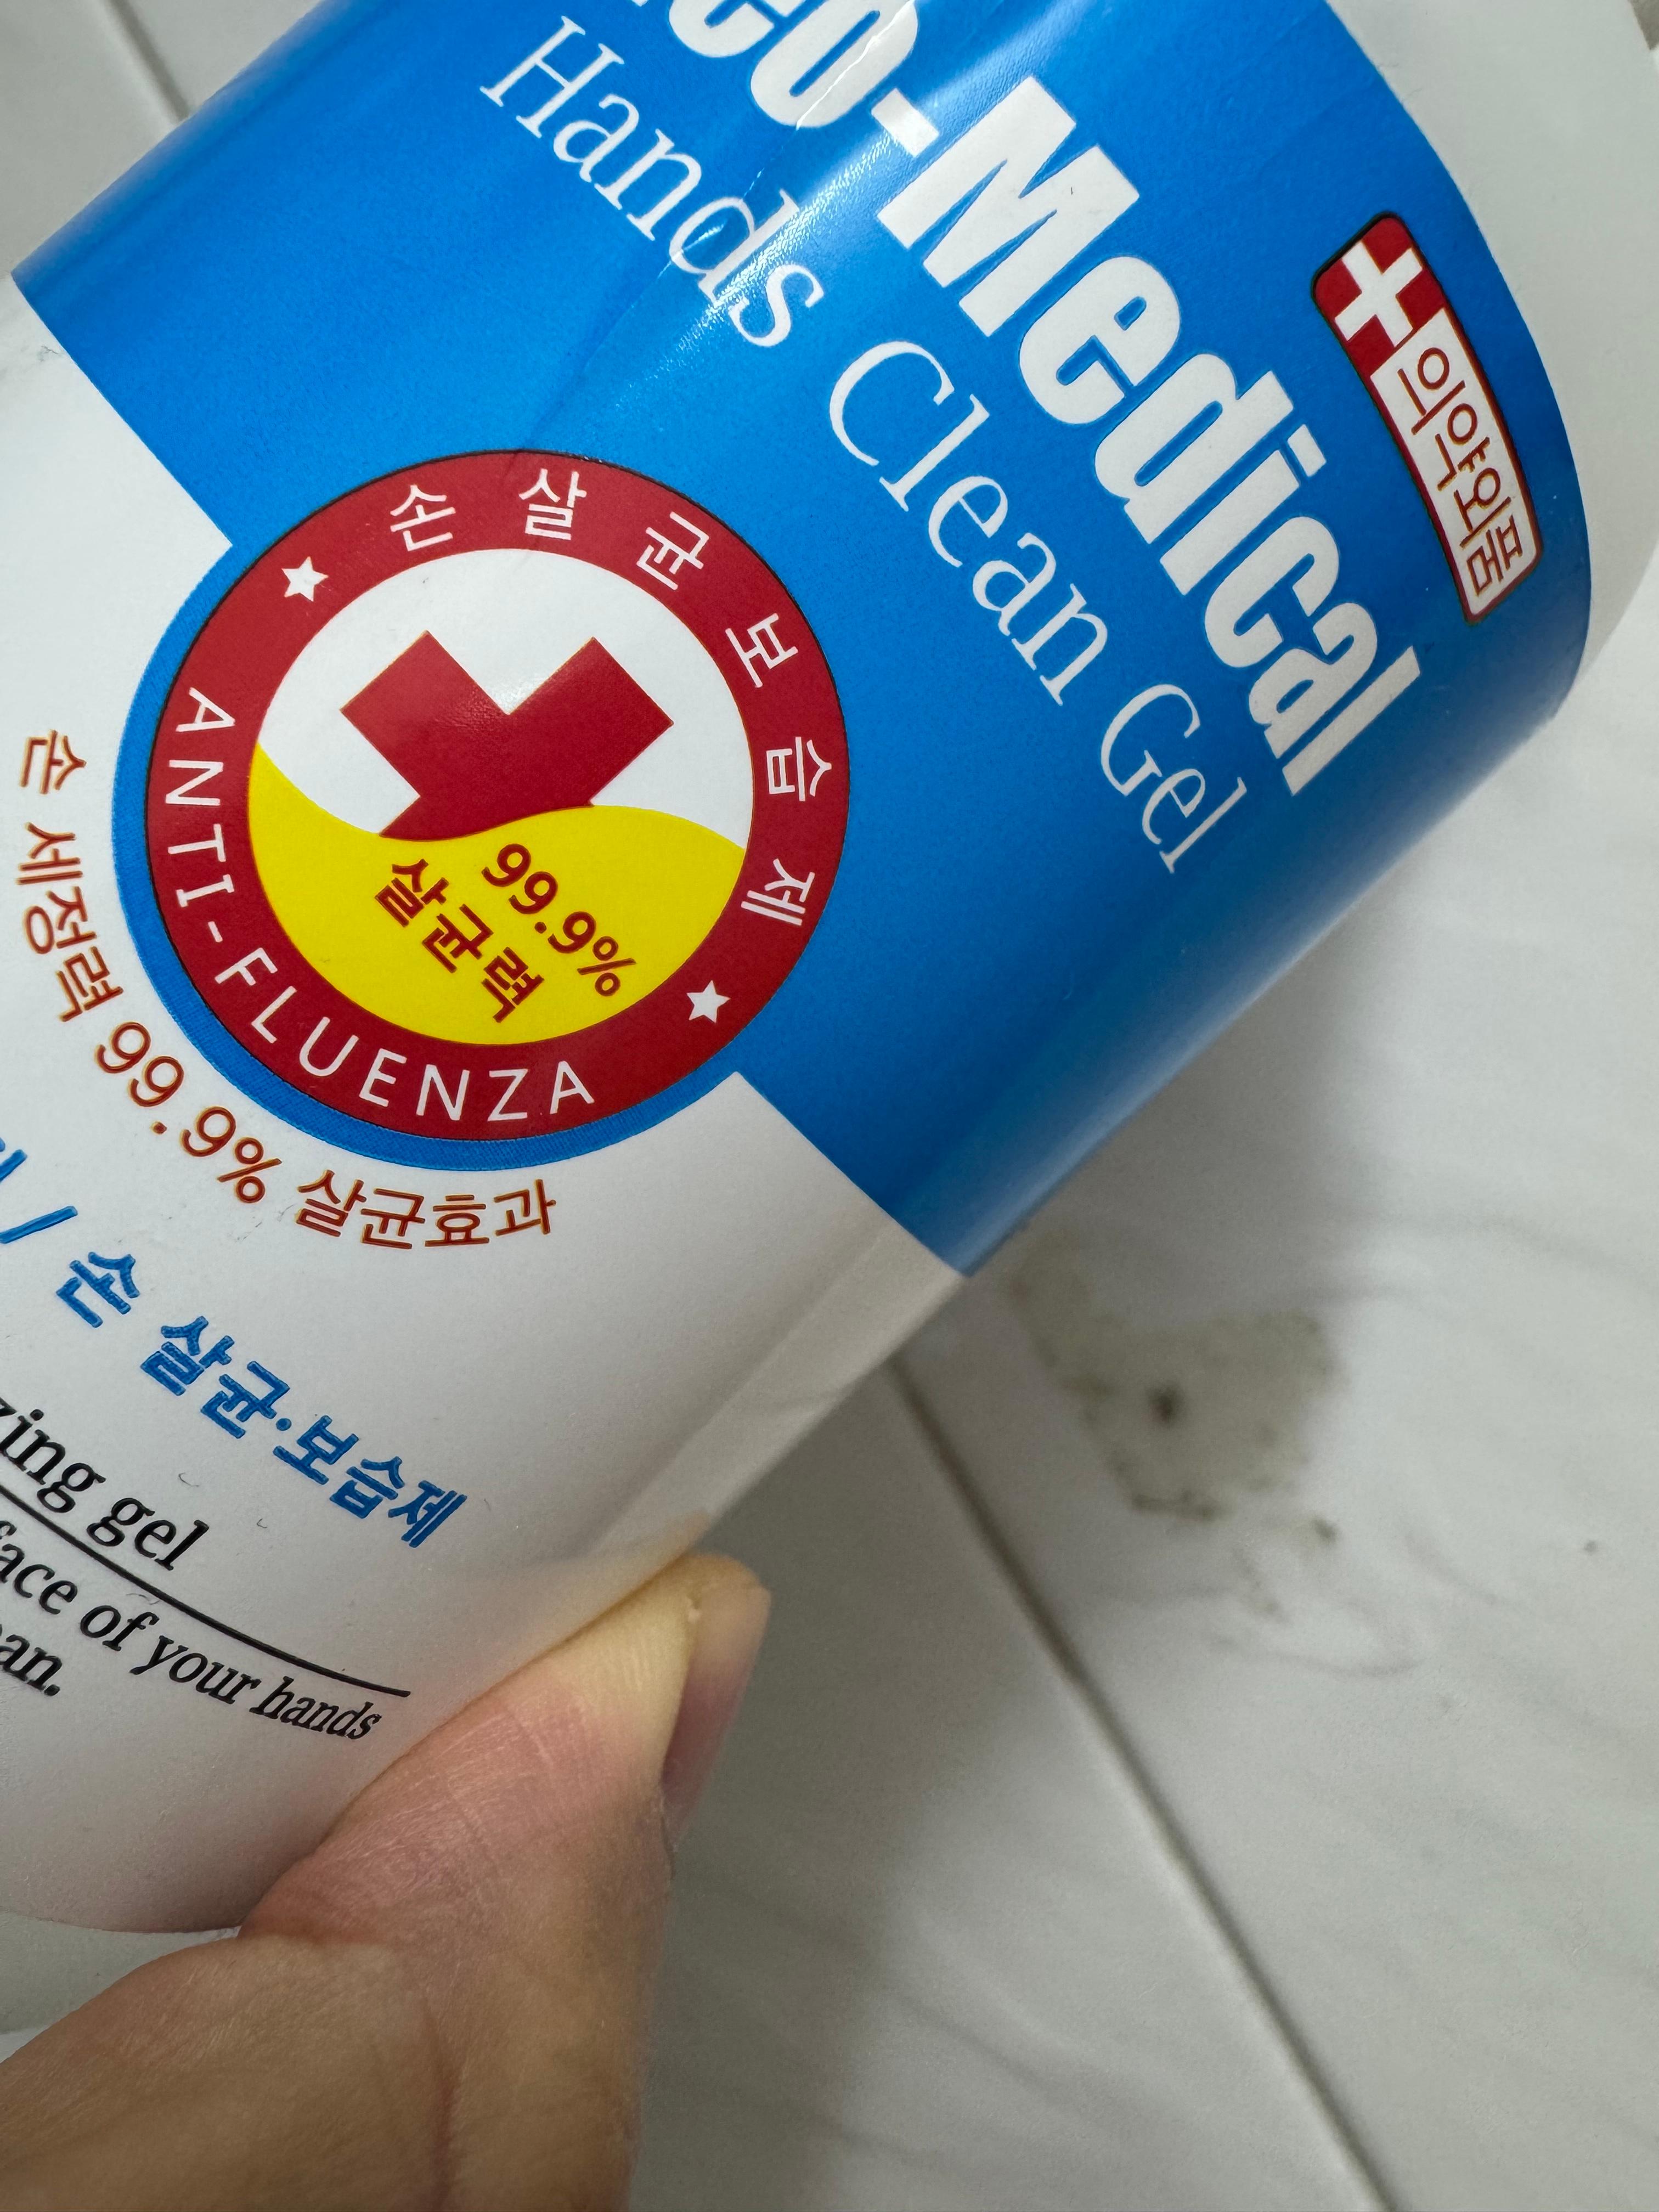 의약외품
co-Medical
Hands Clean Gel
★ 손 살균 보습제 ★
99.9%
살균력
ANTI-FLUENZA
손 세정력 99.9% 살균효과
/ 손 살균·보습제
zing gel
face of your hands
an.